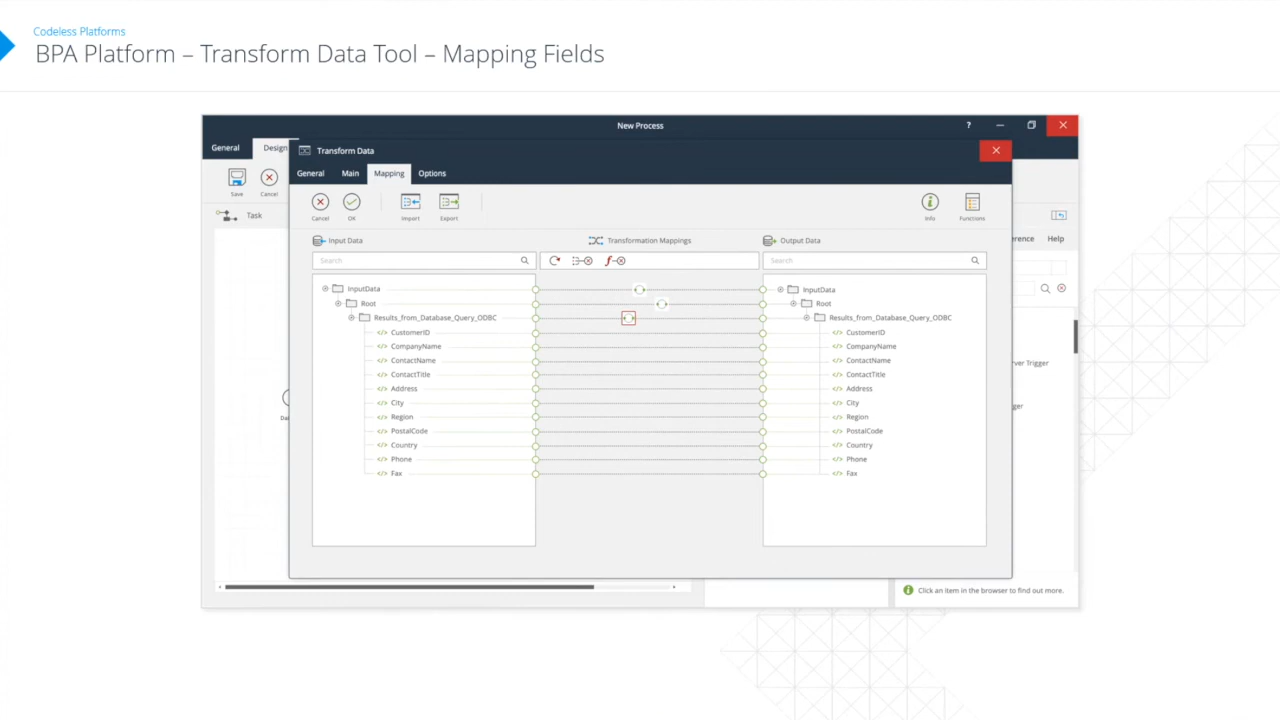 Codeless Platforms
BPA Platform – Transform Data Tool – Mapping Fields
New Process
?
General
Design
Transform Data
General
Main
Mapping
Options
Save
Cancel
Cancel
OK
Import
Export
Info
Functions
Task
Help
Input Data
Transformation Mappings
Output Data
Search
Search
InputData
Root
Results_from_Database_Query_ODBC
CustomerID
CompanyName
ContactName
ContactTitle
Address
City
Region
PostalCode
Country
Phone
Fax
InputData
Root
Results_from_Database_Query_ODBC
CustomerID
CompanyName
ContactName
ContactTitle
Address
City
Region
PostalCode
Country
Phone
Fax
Trigger
Click an item in the browser to find out more.